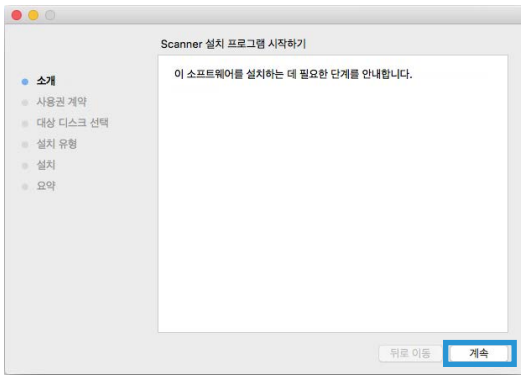 Scanner 설치 프로그램 시작하기
이 소프트웨어를 설치하는 데 필요한 단계를 안내합니다.
소개
사용권 계약
대상 디스크 선택
설치 유형
설치
요약
뒤로 이동
계속